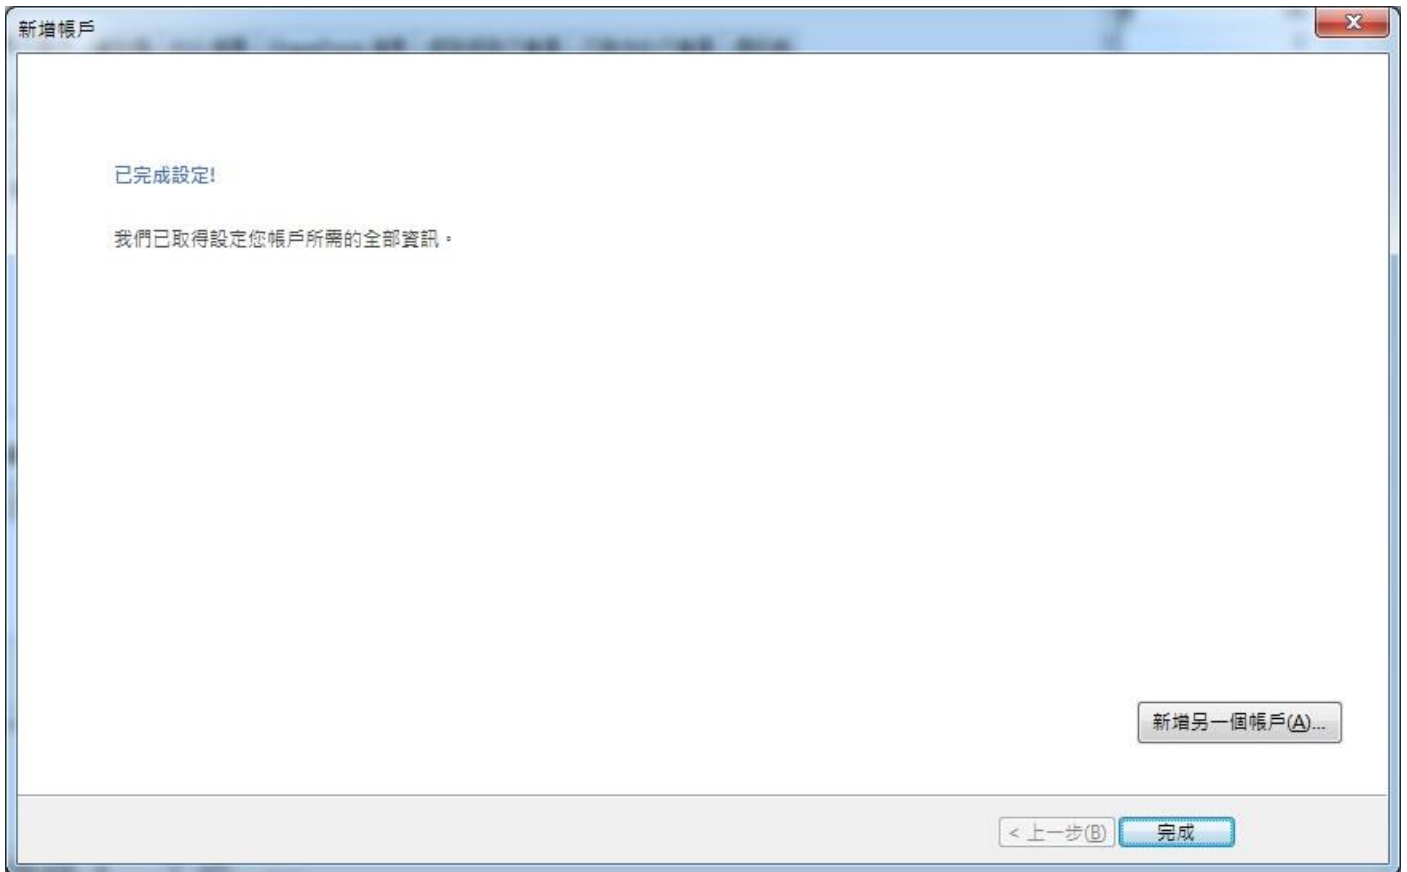 新增帳戶
已完成設定!
我們已取得設定您帳戶所需的全部資訊。
新增另一個帳戶(A)...
< 上一步(B)
完成